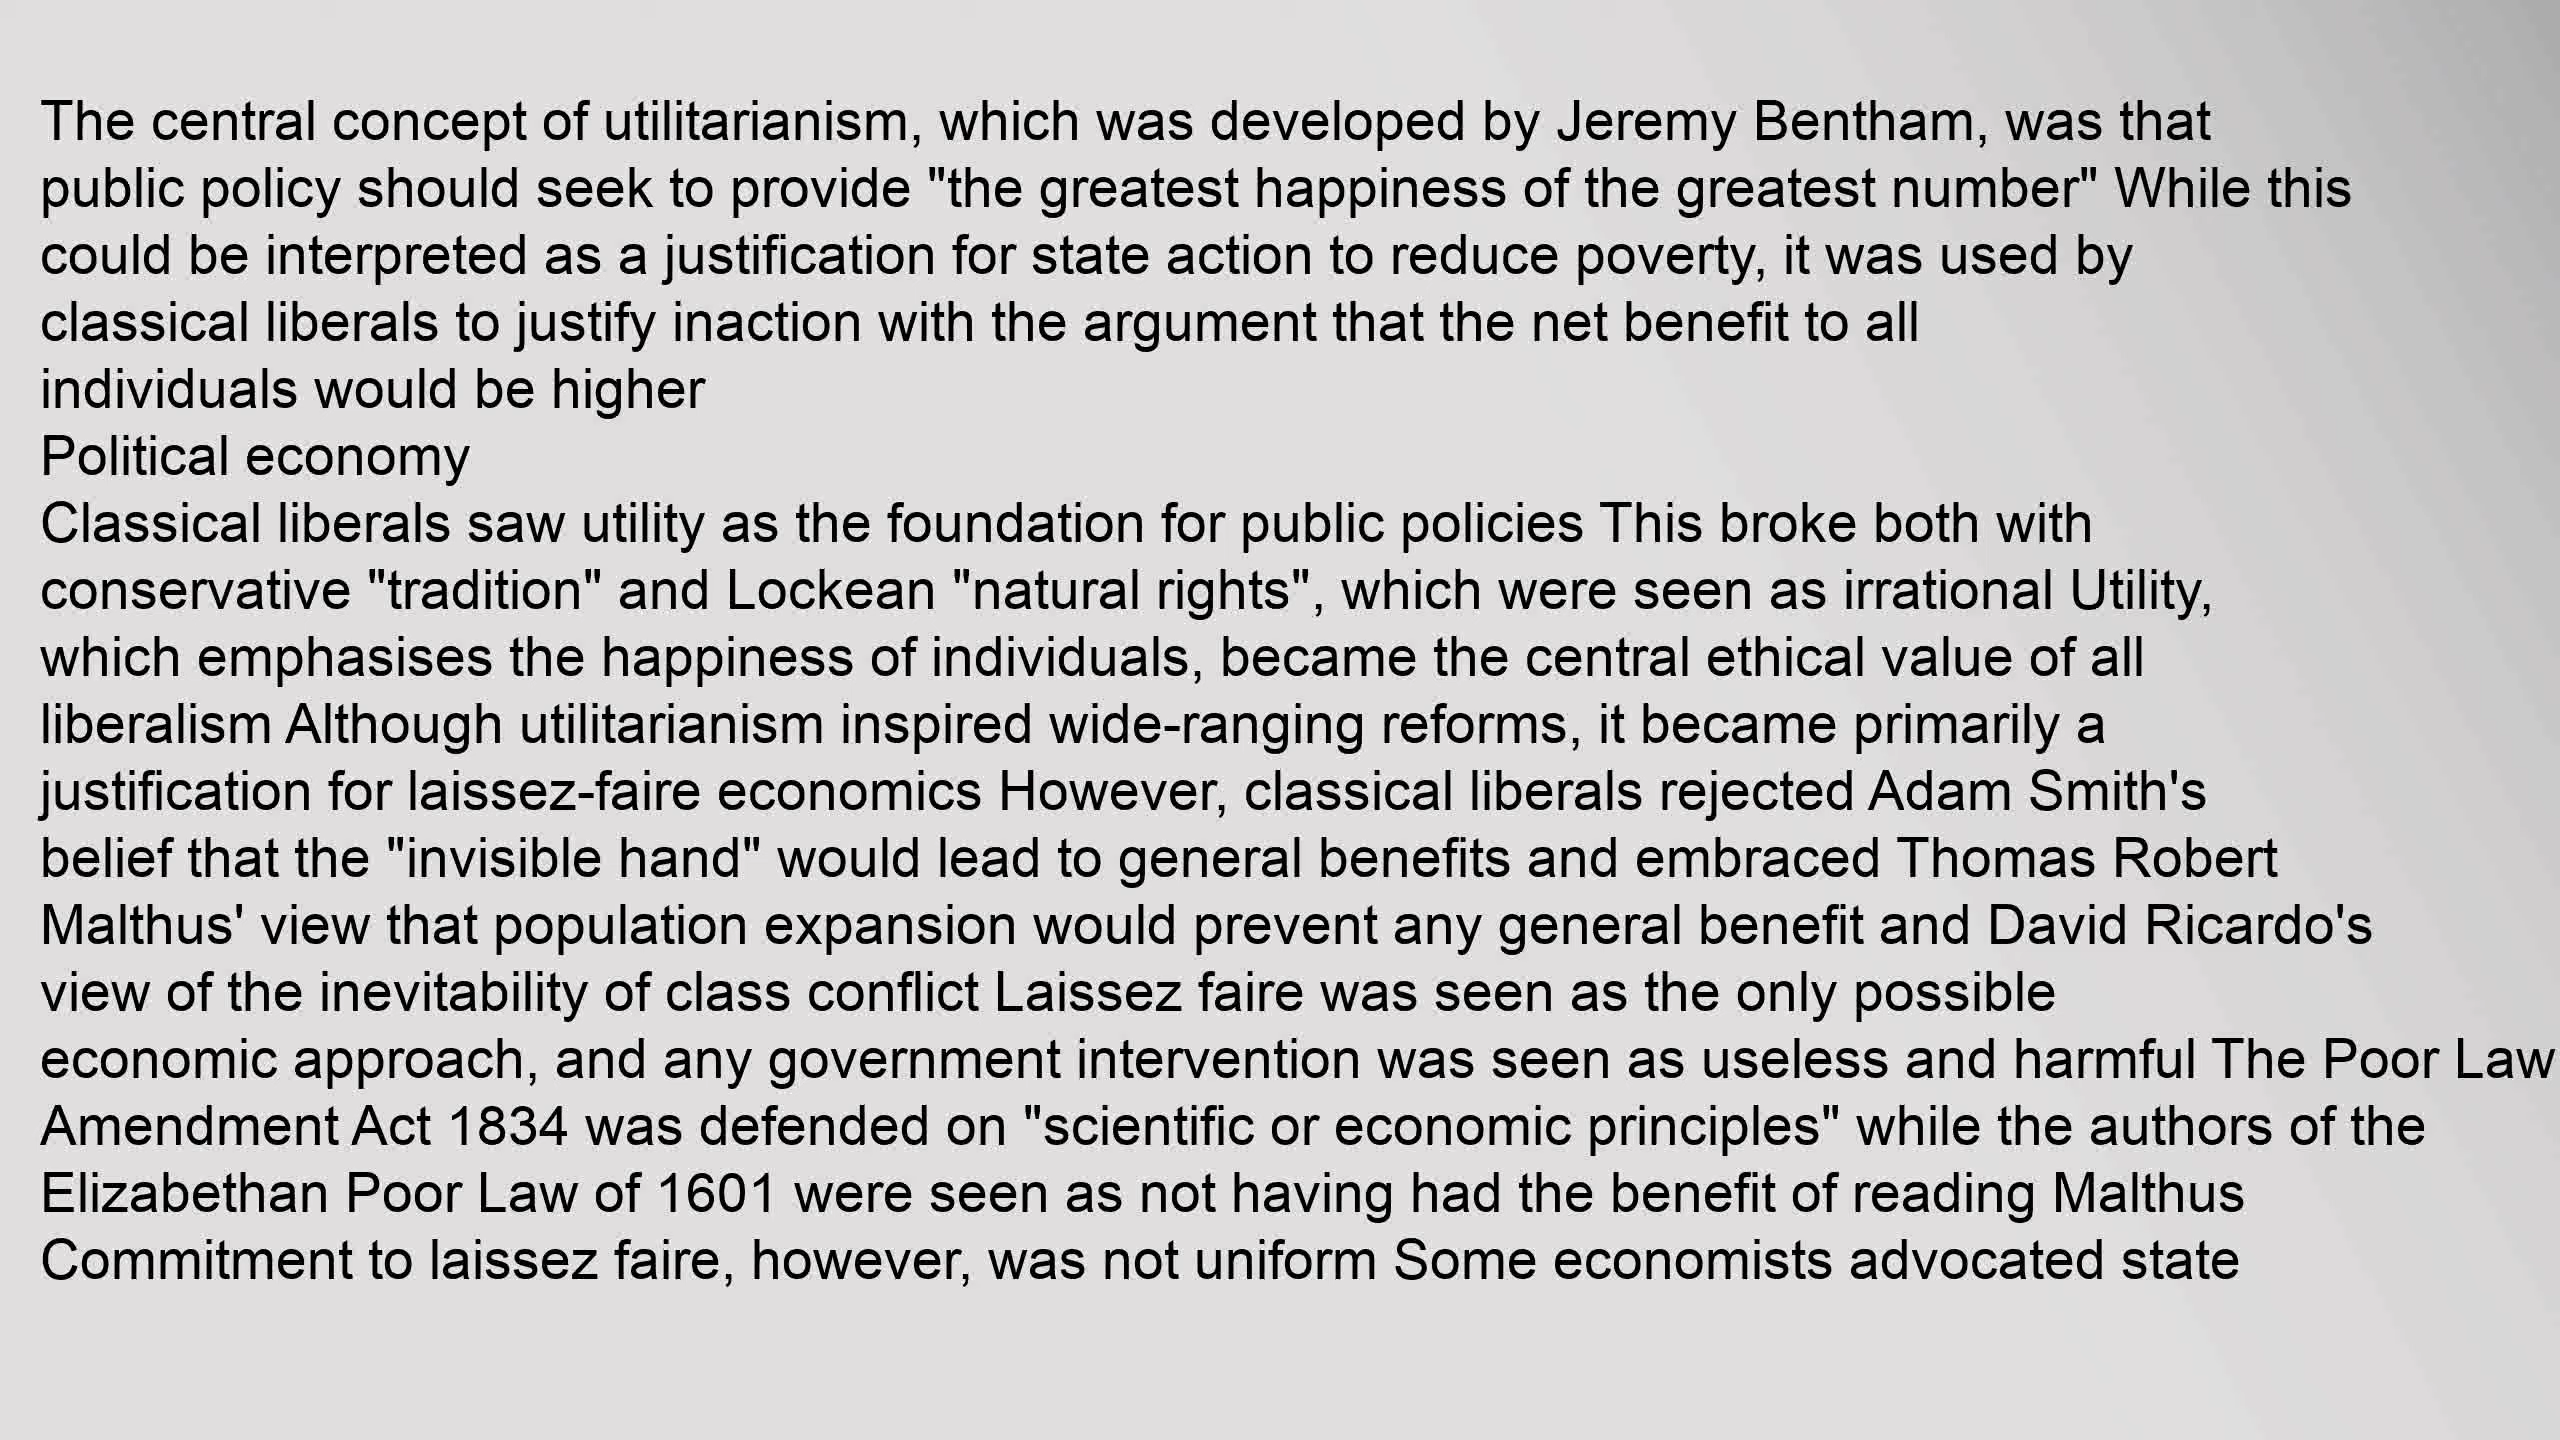 The central concept of utilitarianism, which was developed by Jeremy Bentham, was that
public policy should seek to provide "the greatest happiness of the greatest number" While this
could be interpreted as a justification for state action to reduce poverty, it was used by
classical liberals to justify inaction with the argument that the net benefit to all
individuals would be higher
Political economy
Classical liberals saw utility as the foundation for public policies This broke both with
conservative "tradition" and Lockean "natural rights", which were seen as irrational Utility,
which emphasises the happiness of individuals, became the central ethical value of all
liberalism Although utilitarianism inspired wide-ranging reforms, it became primarily a
justification for laissez-faire economics However, classical liberals rejected Adam Smith's
belief that the "invisible hand" would lead to general benefits and embraced Thomas Robert
Malthus' view that population expansion would prevent any general benefit and David Ricardo's
view of the inevitability of class conflict Laissez faire was seen as the only possible
economic approach, and any government intervention was seen as useless and harmful The Poor Law
Amendment Act 1834 was defended on "scientific or economic principles" while the authors of the
Elizabethan Poor Law of 1601 were seen as not having had the benefit of reading Malthus
Commitment to laissez faire, however, was not uniform Some economists advocated state